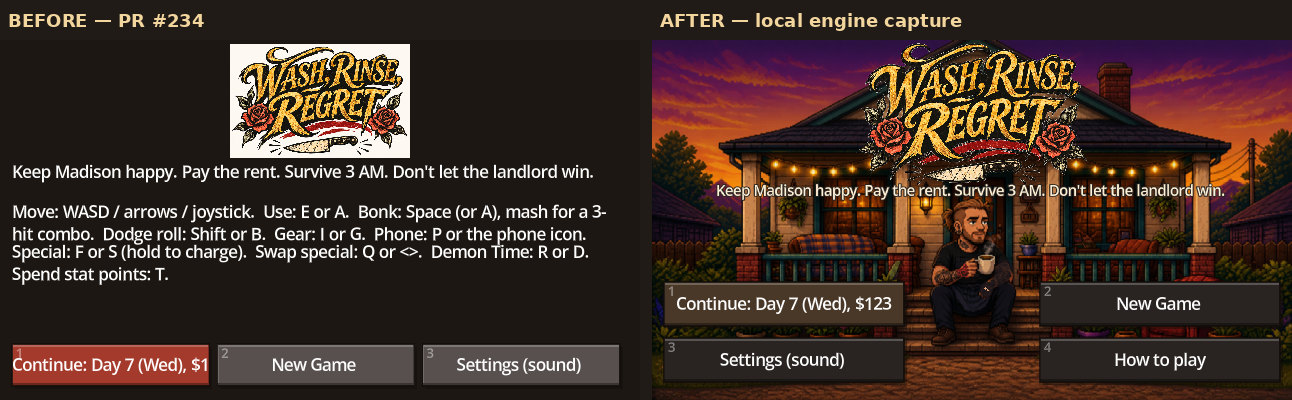 BEFORE — PR #234
WASH, RINSE,
REGRET
Keep Madison happy. Pay the rent. Survive 3 AM. Don't let the landlord win.
Move: WASD / arrows / joystick.  Use: E or A.  Bonk: Space (or A), mash for a 3-
hit combo.  Dodge roll: Shift or B.  Gear: I or G.  Phone: P or the phone icon.
Special: F or S (hold to charge).  Swap special: Q or <>.  Demon Time: R or D.
Spend stat points: T.
1
Continue: Day 7 (Wed), $1
2
New Game
3
Settings (sound)
AFTER — local engine capture
WASH, RINSE,
REGRET
Keep Madison happy. Pay the rent. Survive 3 AM. Don't let the landlord win.
1
Continue: Day 7 (Wed), $123
2
New Game
3
Settings (sound)
4
How to play